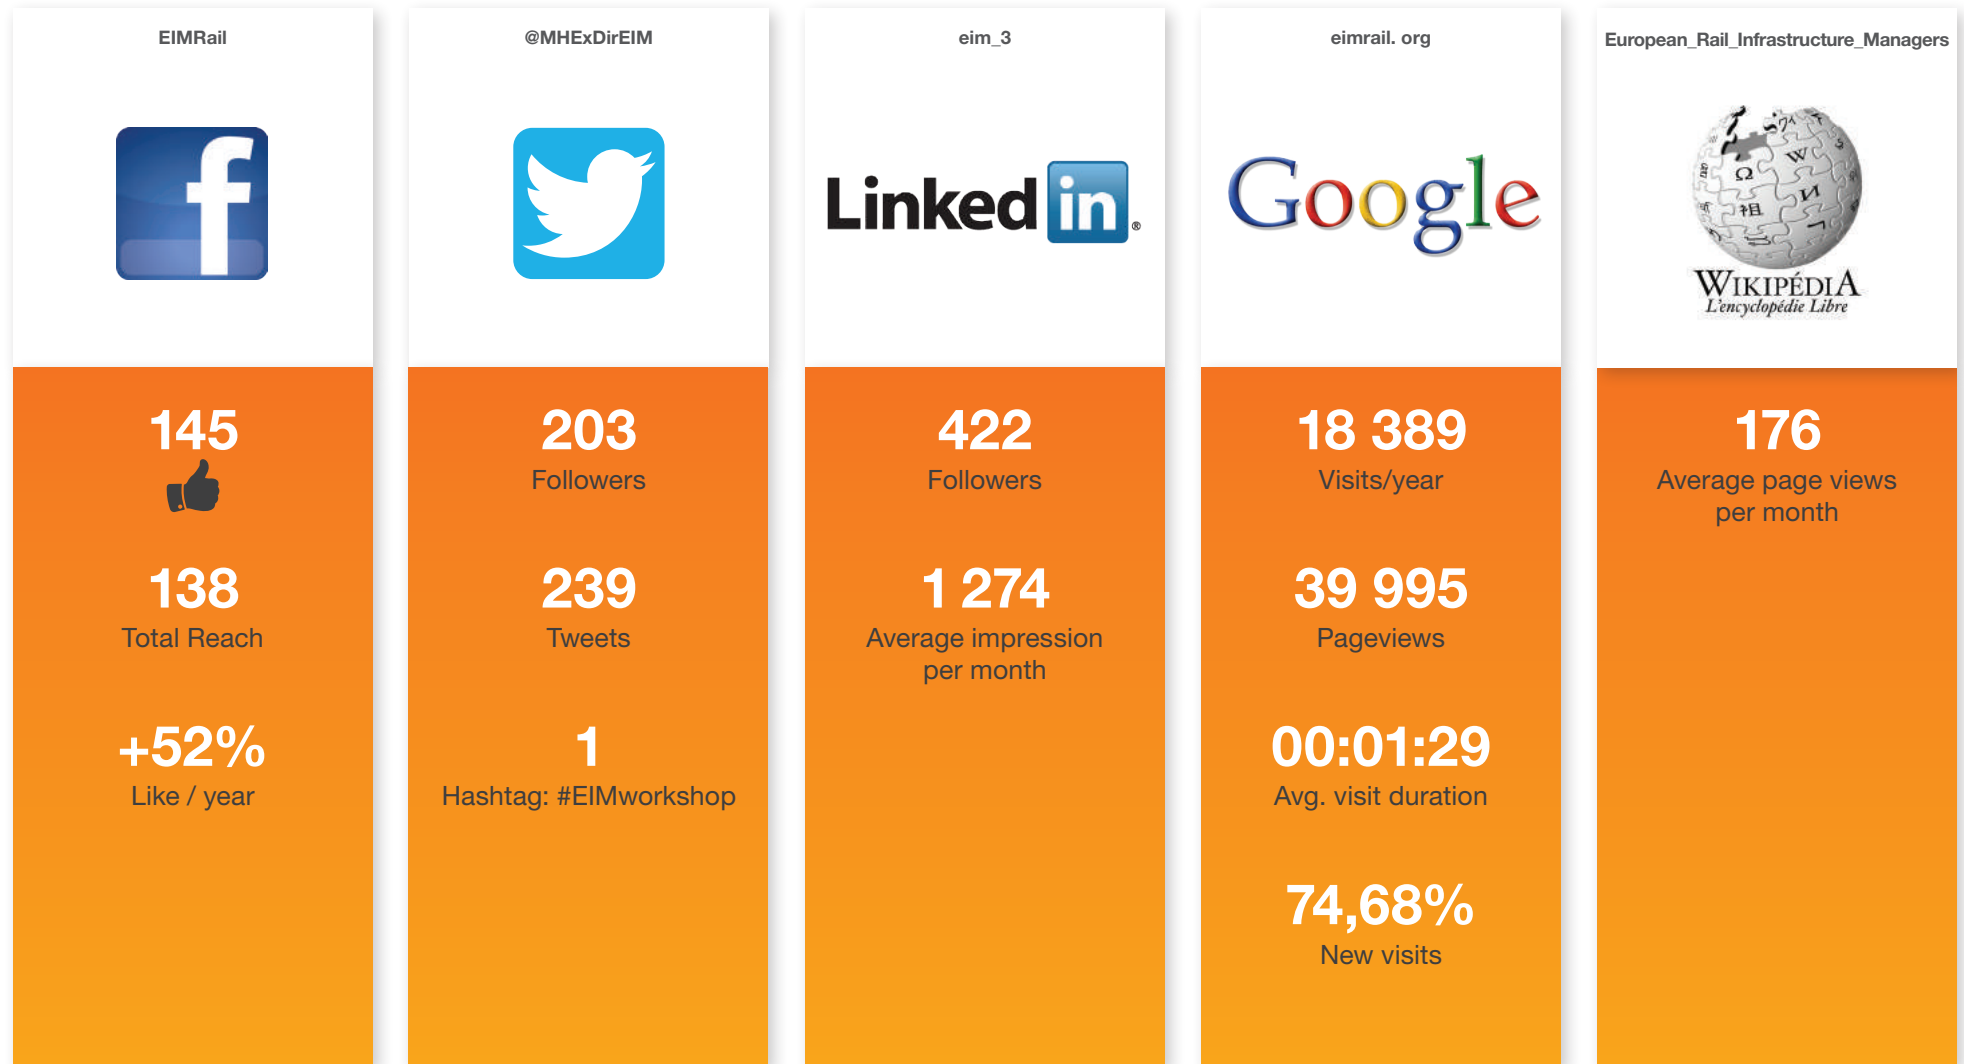 EIMRail
f
145
138
Total Reach
+52%
Like / year
@MHExDirEIM
203
Followers
239
Tweets
1
Hashtag: #EIMworkshop
eim_3
Linked in®
422
Followers
1 274
Average impression
per month
eimrail. org
Google
18 389
Visits/year
39 995
Pageviews
00:01:29
Avg. visit duration
74,68%
New visits
European_Rail_Infrastructure_Managers
Ω W
祖 И
WIKIPÉDIA
L'encyclopédie Libre
176
Average page views
per month